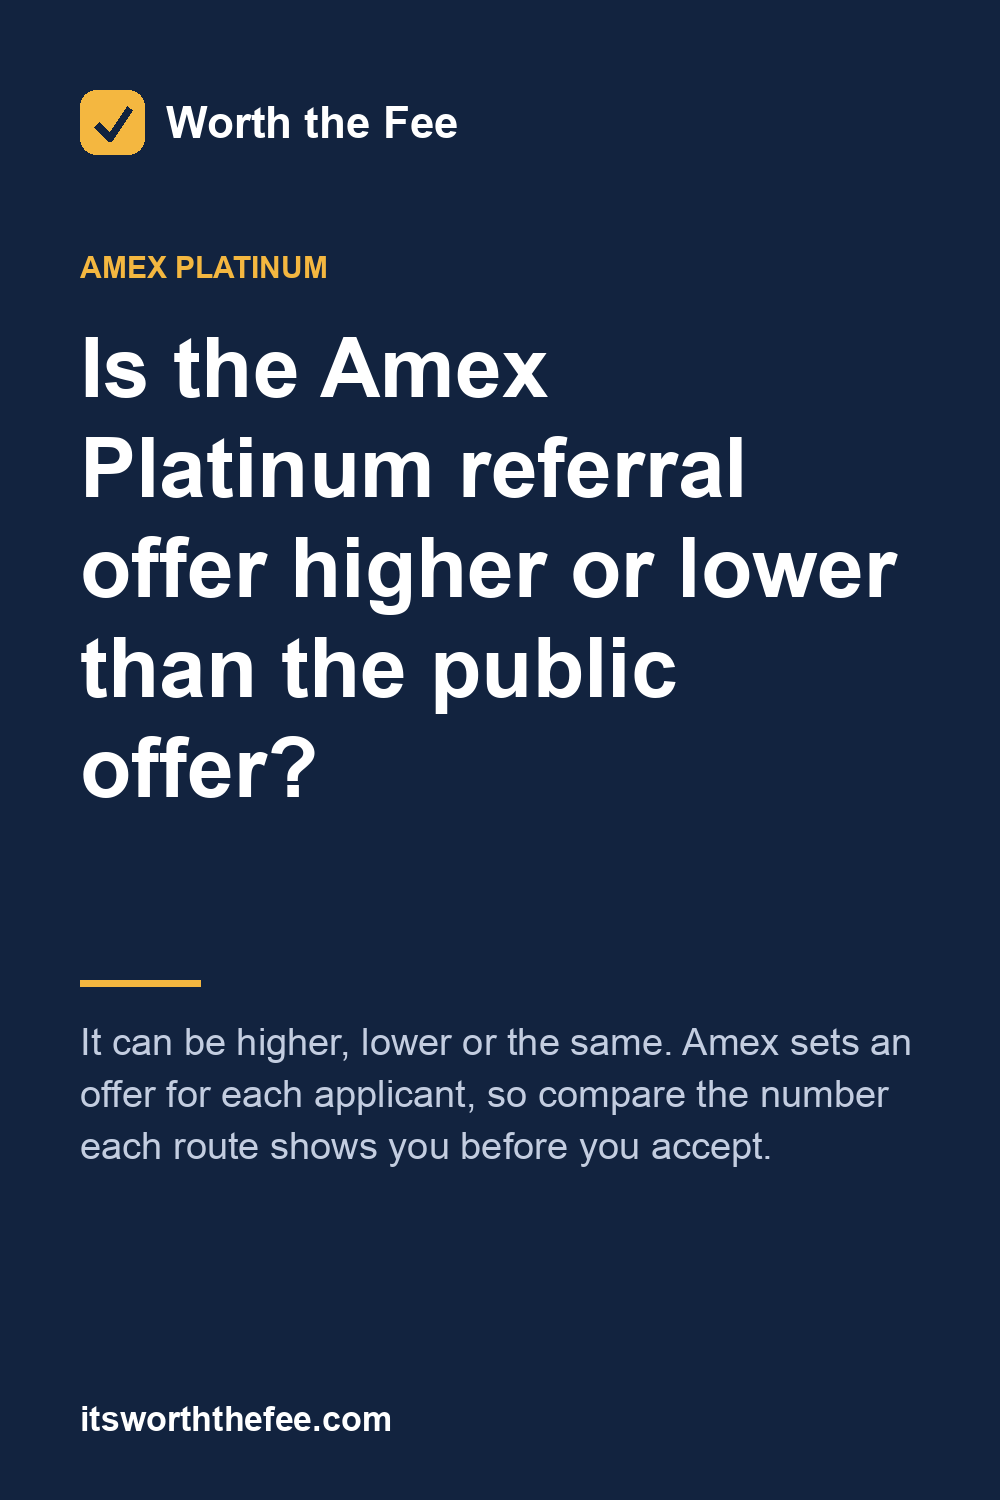 Worth the Fee
AMEX PLATINUM
Is the Amex
Platinum referral
offer higher or lower
than the public
offer?
It can be higher, lower or the same. Amex sets an
offer for each applicant, so compare the number
each route shows you before you accept.
itsworththefee.com